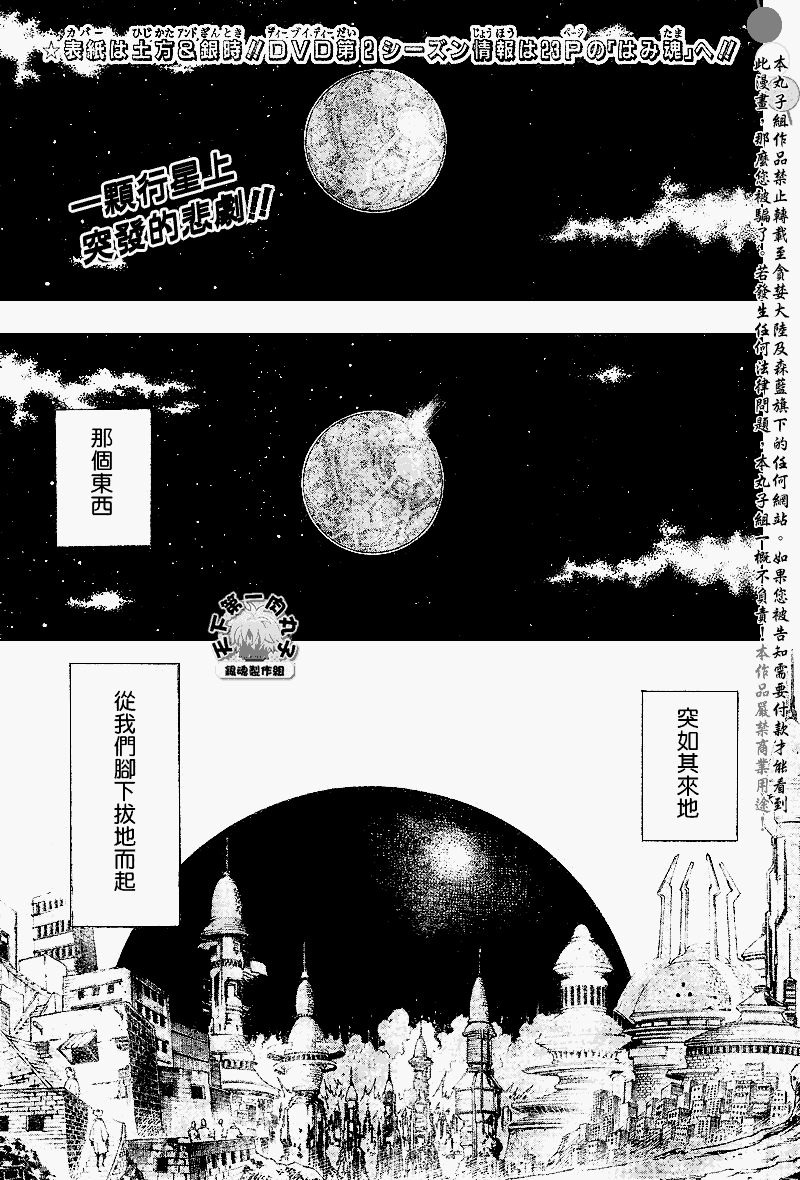 ☆表紙は土方&銀時!!DVD第2シーズン情報は23Pの『はみ魂』へ!!
一顆行星上
突發的悲劇!!
那個東西
突如其來地
從我們腳下拔地而起
天下第一肉丸子
銀魂製作組
本丸子組作品禁止轉載至貪婪大陸及森藍旗下的任何網站。如果您被告知需要付款才能看到
此漫畫，那麼您被騙了。若發生任何法律問題，本丸子組一概不負責！本作品嚴禁商業用途！